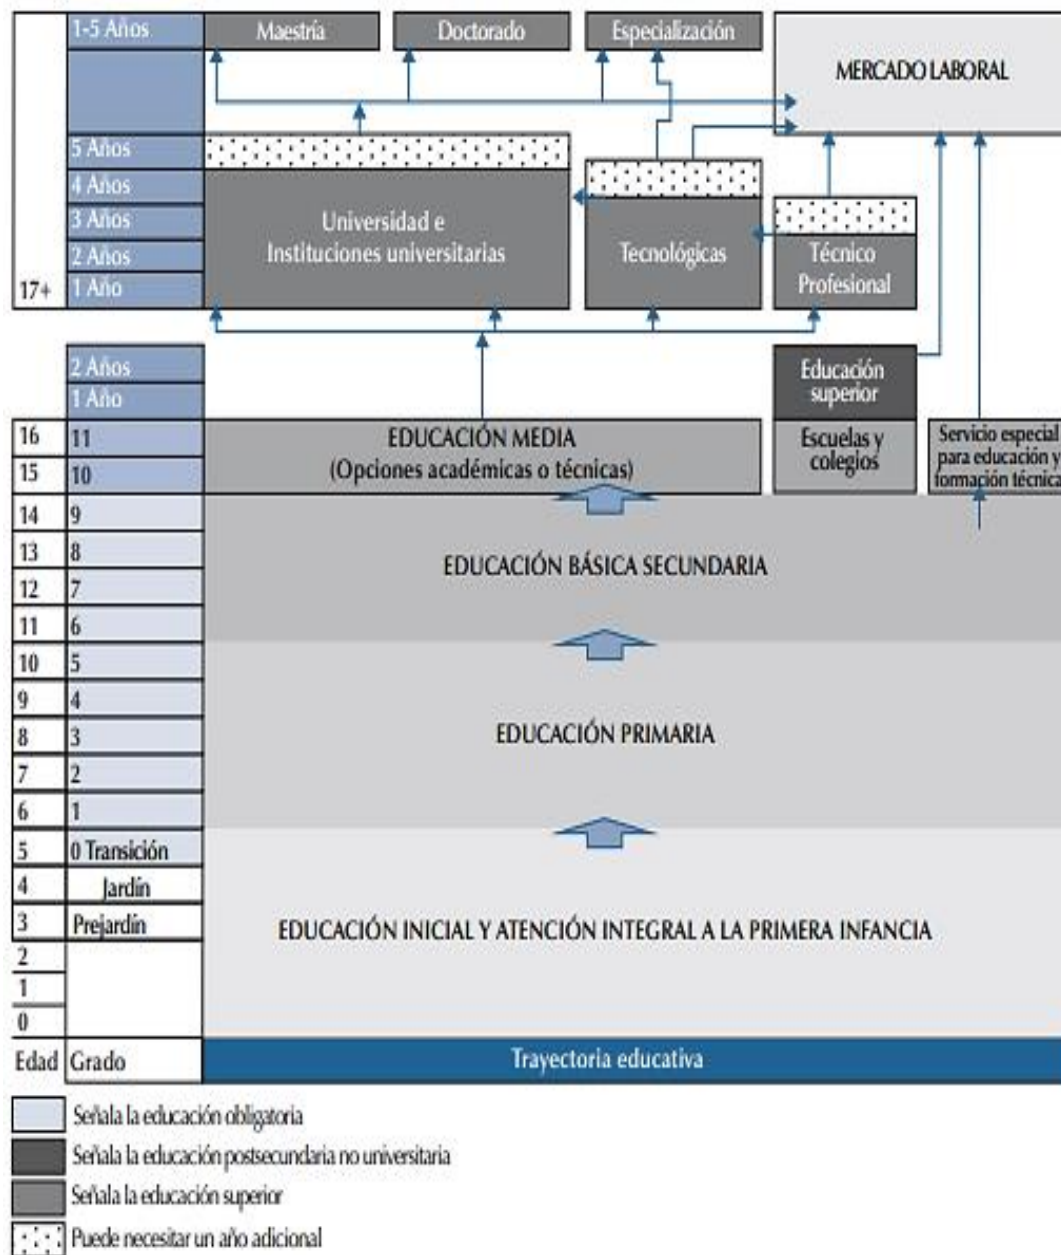 1-5 Años
Maestría
Doctorado
Especialización
MERCADO LABORAL
5 Años
4 Años
3 Años
2 Años
17+
1 Año
Universidad e
Instituciones universitarias
Tecnológicas
Técnico
Profesional
2 Años
1 Año
Educación
superior
16
11
15
10
EDUCACIÓN MEDIA
(Opciones académicas o técnicas)
Escuelas y
colegios
Servicio especial
para educación y
formación técnica
14
9
13
8
12
7
11
6
EDUCACIÓN BÁSICA SECUNDARIA
10
5
9
4
8
3
7
2
6
1
EDUCACIÓN PRIMARIA
5
0 Transición
4
Jardín
3
Prejardín
2
1
0
EDUCACIÓN INICIAL Y ATENCIÓN INTEGRAL A LA PRIMERA INFANCIA
Edad
Grado
Trayectoria educativa
Señala la educación obligatoria
Señala la educación postsecundaria no universitaria
Señala la educación superior
Puede necesitar un año adicional